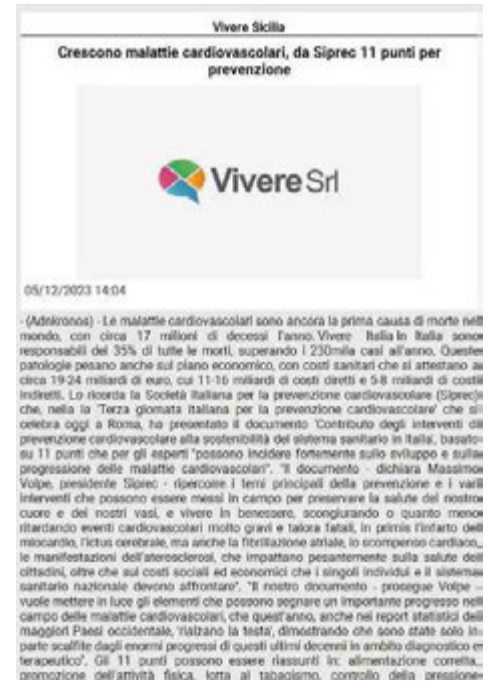 Vivere Sicilia
Crescono malattie cardiovascolari, da Siprec 11 punti per
prevenzione
Vivere Srl
05/12/2023 14:04
- (Adnkronos) - Le malattie cardiovascolari sono ancora la prima causa di morte nel
mondo, con circa 17 milioni di decessi l'anno. Vivere Italia In Italia sono
responsabili del 35% di tutte le morti, superando i 230mila casi all'anno. Queste
patologie pesano anche sul piano economico, con costi sanitari che si attestano a
circa 19-24 miliardi di euro, cui 11-16 miliardi di costi diretti e 5-8 miliardi di costi
indiretti. Lo ricorda la Società italiana per la prevenzione cardiovascolare (Siprec)
che, nella 'Terza giornata italiana per la prevenzione cardiovascolare' che si
celebra oggi a Roma, ha presentato il documento 'Contributo degli interventi di
prevenzione cardiovascolare alla sostenibilità del sistema sanitario in Italia', basato
su 11 punti che per gli esperti "possono incidere fortemente sullo sviluppo e sulla
progressione delle malattie cardiovascolari". "Il documento - dichiara Massimo
Volpe, presidente Siprec - ripercorre i temi principali della prevenzione e i vari
interventi che possono essere messi in campo per preservare la salute del nostro
cuore e dei nostri vasi, e vivere in benessere, scongiurando o quanto meno
ritardando eventi cardiovascolari molto gravi e talora fatali, in primis l'infarto del
miocardio, l'ictus cerebrale, ma anche la fibrillazione atriale, lo scompenso cardiaco,
le manifestazioni dell'aterosclerosi, che impattano pesantemente sulla salute dei
cittadini, oltre che sui costi sociali ed economici che i singoli individui e il sistema
sanitario nazionale devono affrontare". "Il nostro documento - prosegue Volpe -
vuole mettere in luce gli elementi che possono segnare un importante progresso nel
campo delle malattie cardiovascolari, che quest'anno, anche nei report statistici dei
maggiori Paesi occidentale, 'rialzano la testa', dimostrando che sono state solo in
parte scalfite dagli enormi progressi di questi ultimi decenni in ambito diagnostico e
terapeutico". Gli 11 punti possono essere riassunti in: alimentazione corretta,
promozione dell'attività fisica, lotta al tabagismo, controllo della pressione